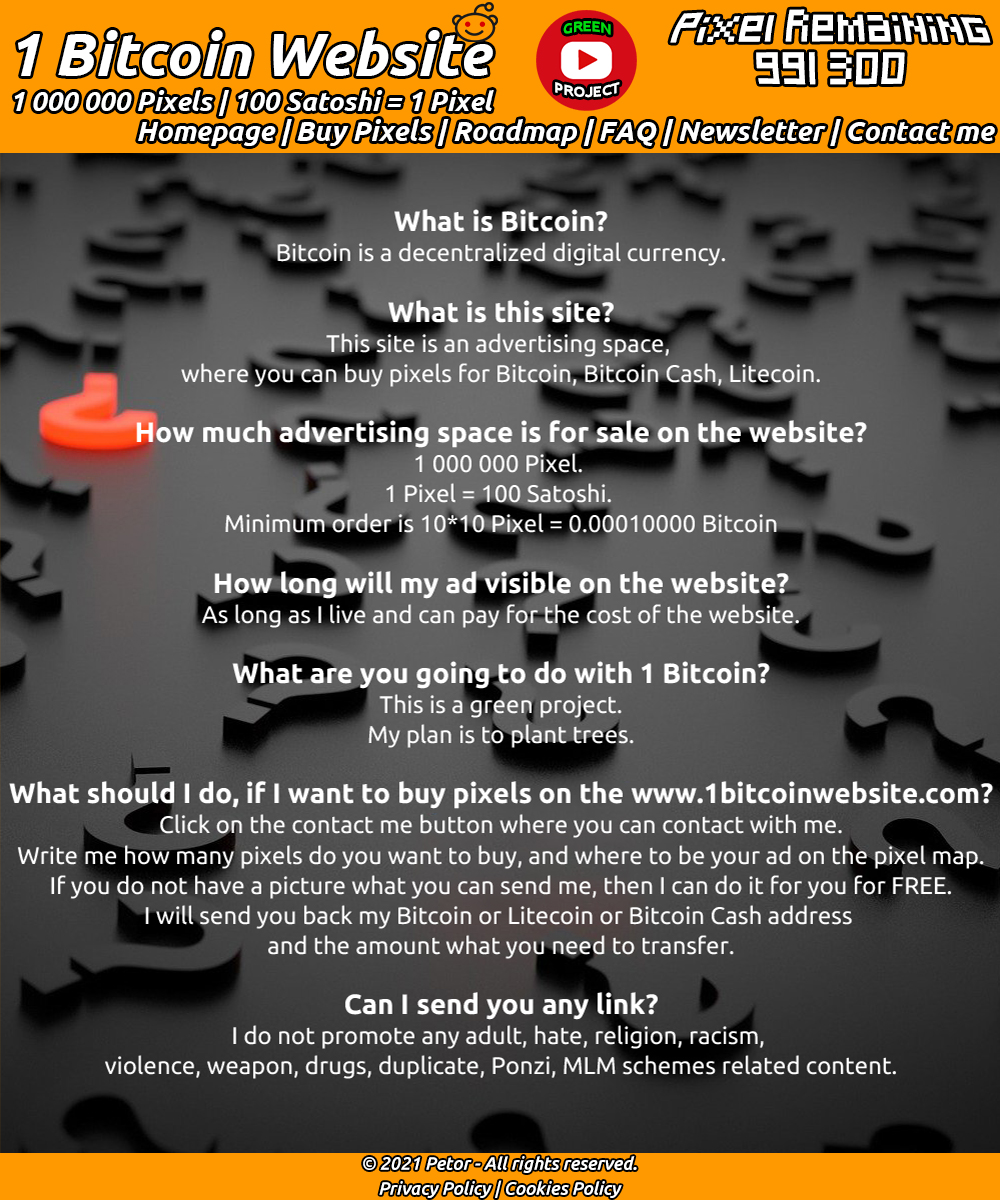 1 Bitcoin Website
1 000 000 Pixels | 100 Satoshi = 1 Pixel
GREEN
PROJECT
Pixel Remaining
991 300
Homepage | Buy Pixels | Roadmap | FAQ | Newsletter | Contact me
What is Bitcoin?
Bitcoin is a decentralized digital currency.
What is this site?
This site is an advertising space,
where you can buy pixels for Bitcoin, Bitcoin Cash, Litecoin.
How much advertising space is for sale on the website?
1 000 000 Pixel.
1 Pixel = 100 Satoshi.
Minimum order is 10*10 Pixel = 0.00010000 Bitcoin
How long will my ad visible on the website?
As long as I live and can pay for the cost of the website.
What are you going to do with 1 Bitcoin?
This is a green project.
My plan is to plant trees.
What should I do, if I want to buy pixels on the www.1bitcoinwebsite.com?
Click on the contact me button where you can contact with me.
Write me how many pixels do you want to buy, and where to be your ad on the pixel map.
If you do not have a picture what you can send me, then I can do it for you for FREE.
I will send you back my Bitcoin or Litecoin or Bitcoin Cash address
and the amount what you need to transfer.
Can I send you any link?
I do not promote any adult, hate, religion, racism,
violence, weapon, drugs, duplicate, Ponzi, MLM schemes related content.
© 2021 Petor - All rights reserved.
Privacy Policy | Cookies Policy